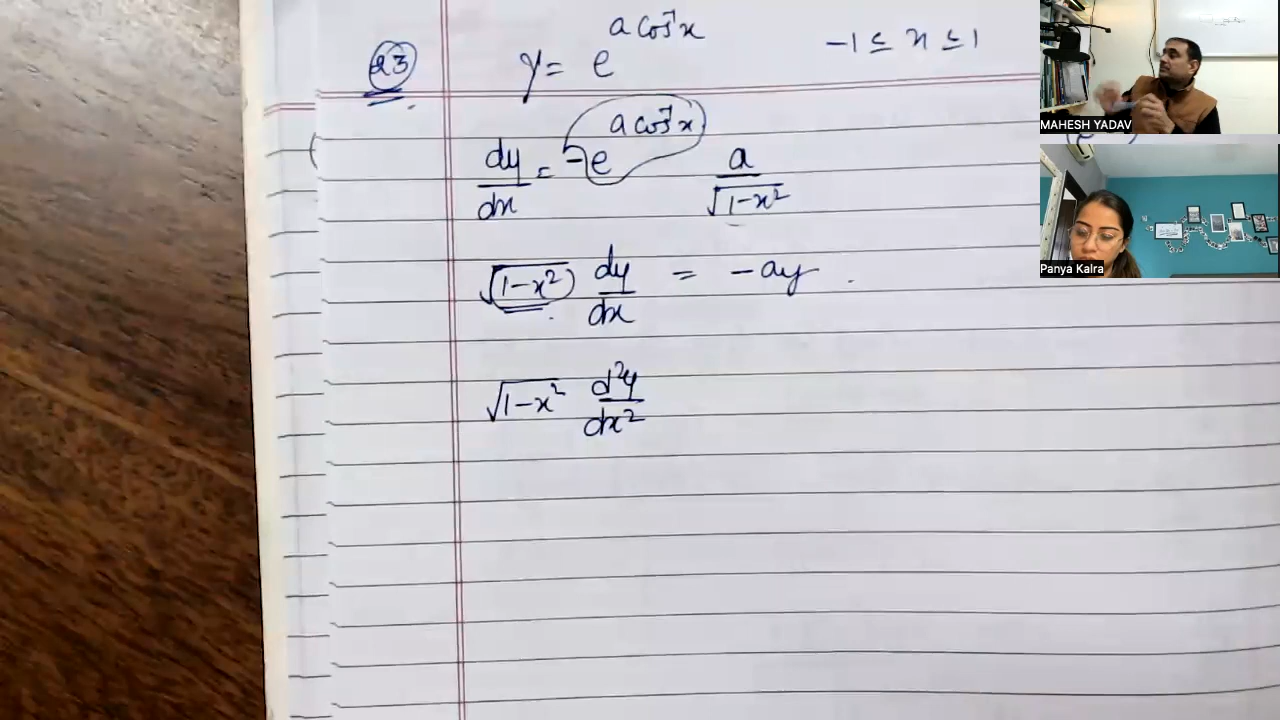 23 y = e^{a cos⁻¹x} -1 ≤ x ≤ 1
dy/dx = -e^{a cos⁻¹x} a/√(1-x²)
√(1-x²) dy/dx = -ay .
√(1-x²) d²y/dx²
MAHESH YADAV
Panya Kalra